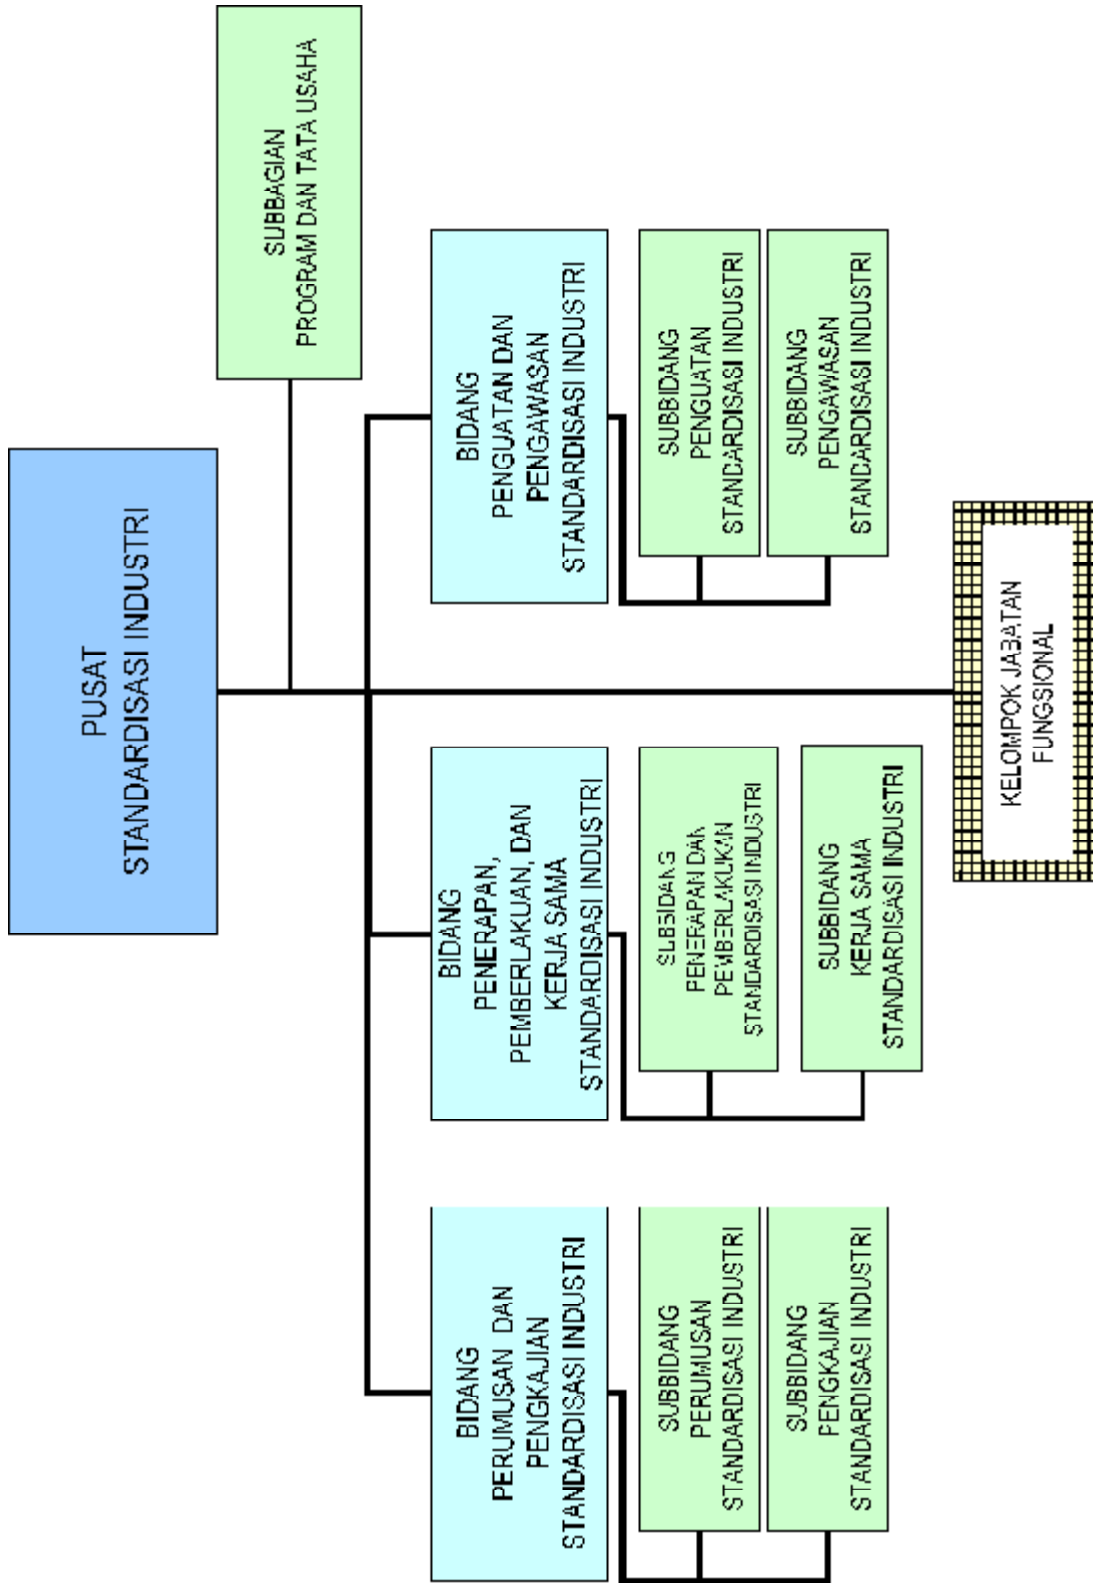 PUSAT
STANDARDISASI INDUSTRI
SUBBAGIAN
PROGRAM DAN TATA USAHA
BIDANG
PERUMUSAN DAN
PENGKAJIAN
STANDARDISASI INDUSTRI
SUBBIDANG
PERUMUSAN
STANDARDISASI INDUSTRI
SUBBIDANG
PENGKAJIAN
STANDARDISASI INDUSTRI
BIDANG
PENERAPAN,
PEMBERLAKUAN, DAN
KERJA SAMA
STANDARDISASI INDUSTRI
SUBBIDANG
PENERAPAN DAN
PEMBERLAKUKAN
STANDARDISASI INDUSTRI
SUBBIDANG
KERJA SAMA
STANDARDISASI INDUSTRI
BIDANG
PENGUATAN DAN
PENGAWASAN
STANDARDISASI INDUSTRI
SUBBIDANG
PENGUATAN
STANDARDISASI INDUSTRI
SUBBIDANG
PENGAWASAN
STANDARDISASI INDUSTRI
KELOMPOK JABATAN
FUNGSIONAL